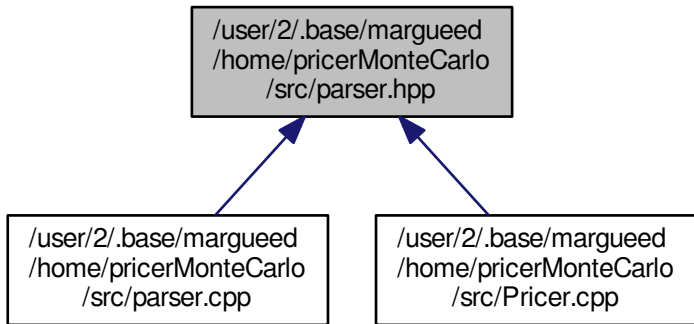 /user/2/.base/margueed
/home/pricerMonteCarlo
/src/parser.hpp
/user/2/.base/margueed
/home/pricerMonteCarlo
/src/parser.cpp
/user/2/.base/margueed
/home/pricerMonteCarlo
/src/Pricer.cpp